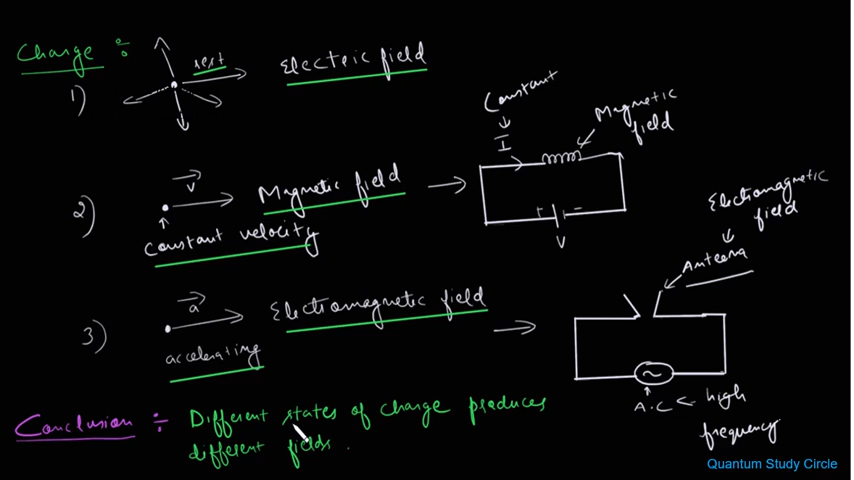 Charge ÷
1)
rest
Electric field
Constant
I
Magnetic
field
+ -
V
2)
v
Magnetic field
Constant velocity
3)
a
accelerating
Electromagnetic field
Electromagnetic
field
Anteena
~
A.C
high
frequency
Conclusion ÷
Different states of charge produces
different fields.
Quantum Study Circle